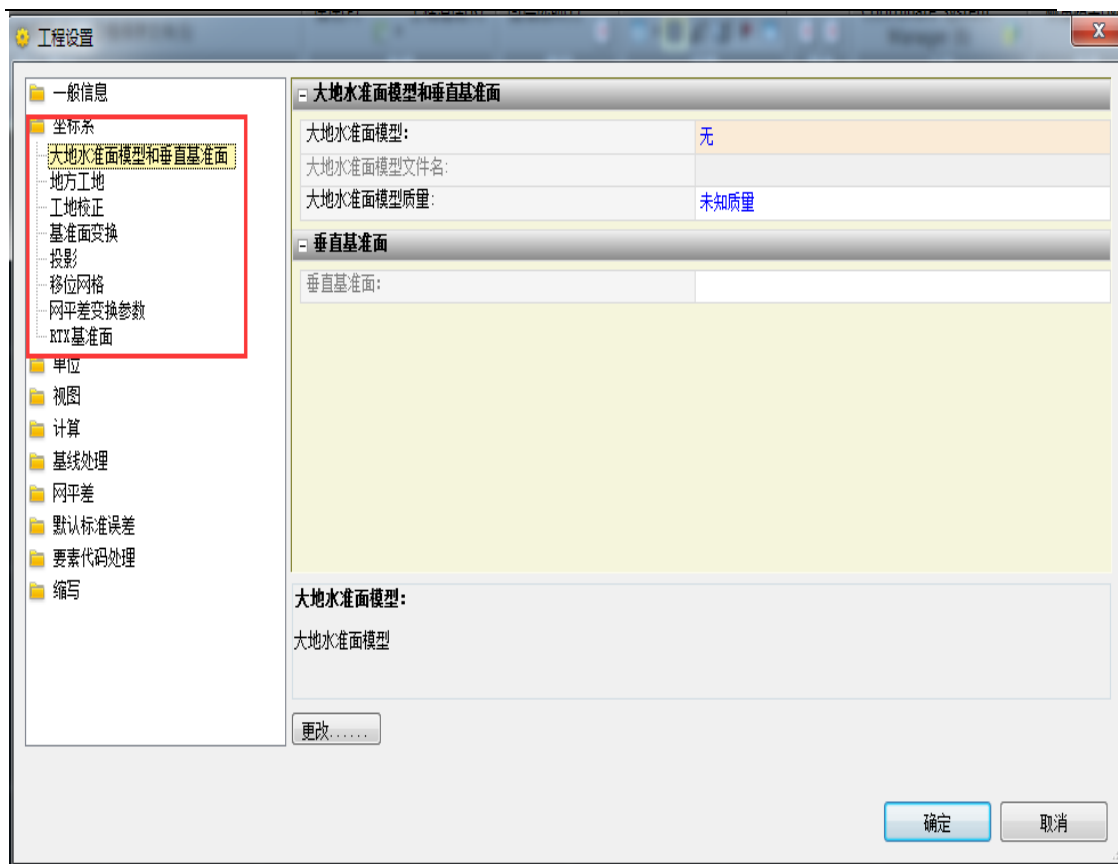 工程设置
X
一般信息
坐标系
大地水准面模型和垂直基准面
地方工地
工地校正
基准面变换
投影
移位网格
网平差变换参数
RTX基准面
单位
视图
计算
基线处理
网平差
默认标准误差
要素代码处理
缩写
大地水准面模型和垂直基准面
大地水准面模型: 无
大地水准面模型文件名:
大地水准面模型质量: 未知质量
垂直基准面
垂直基准面:
大地水准面模型:
大地水准面模型
更改......
确定 取消